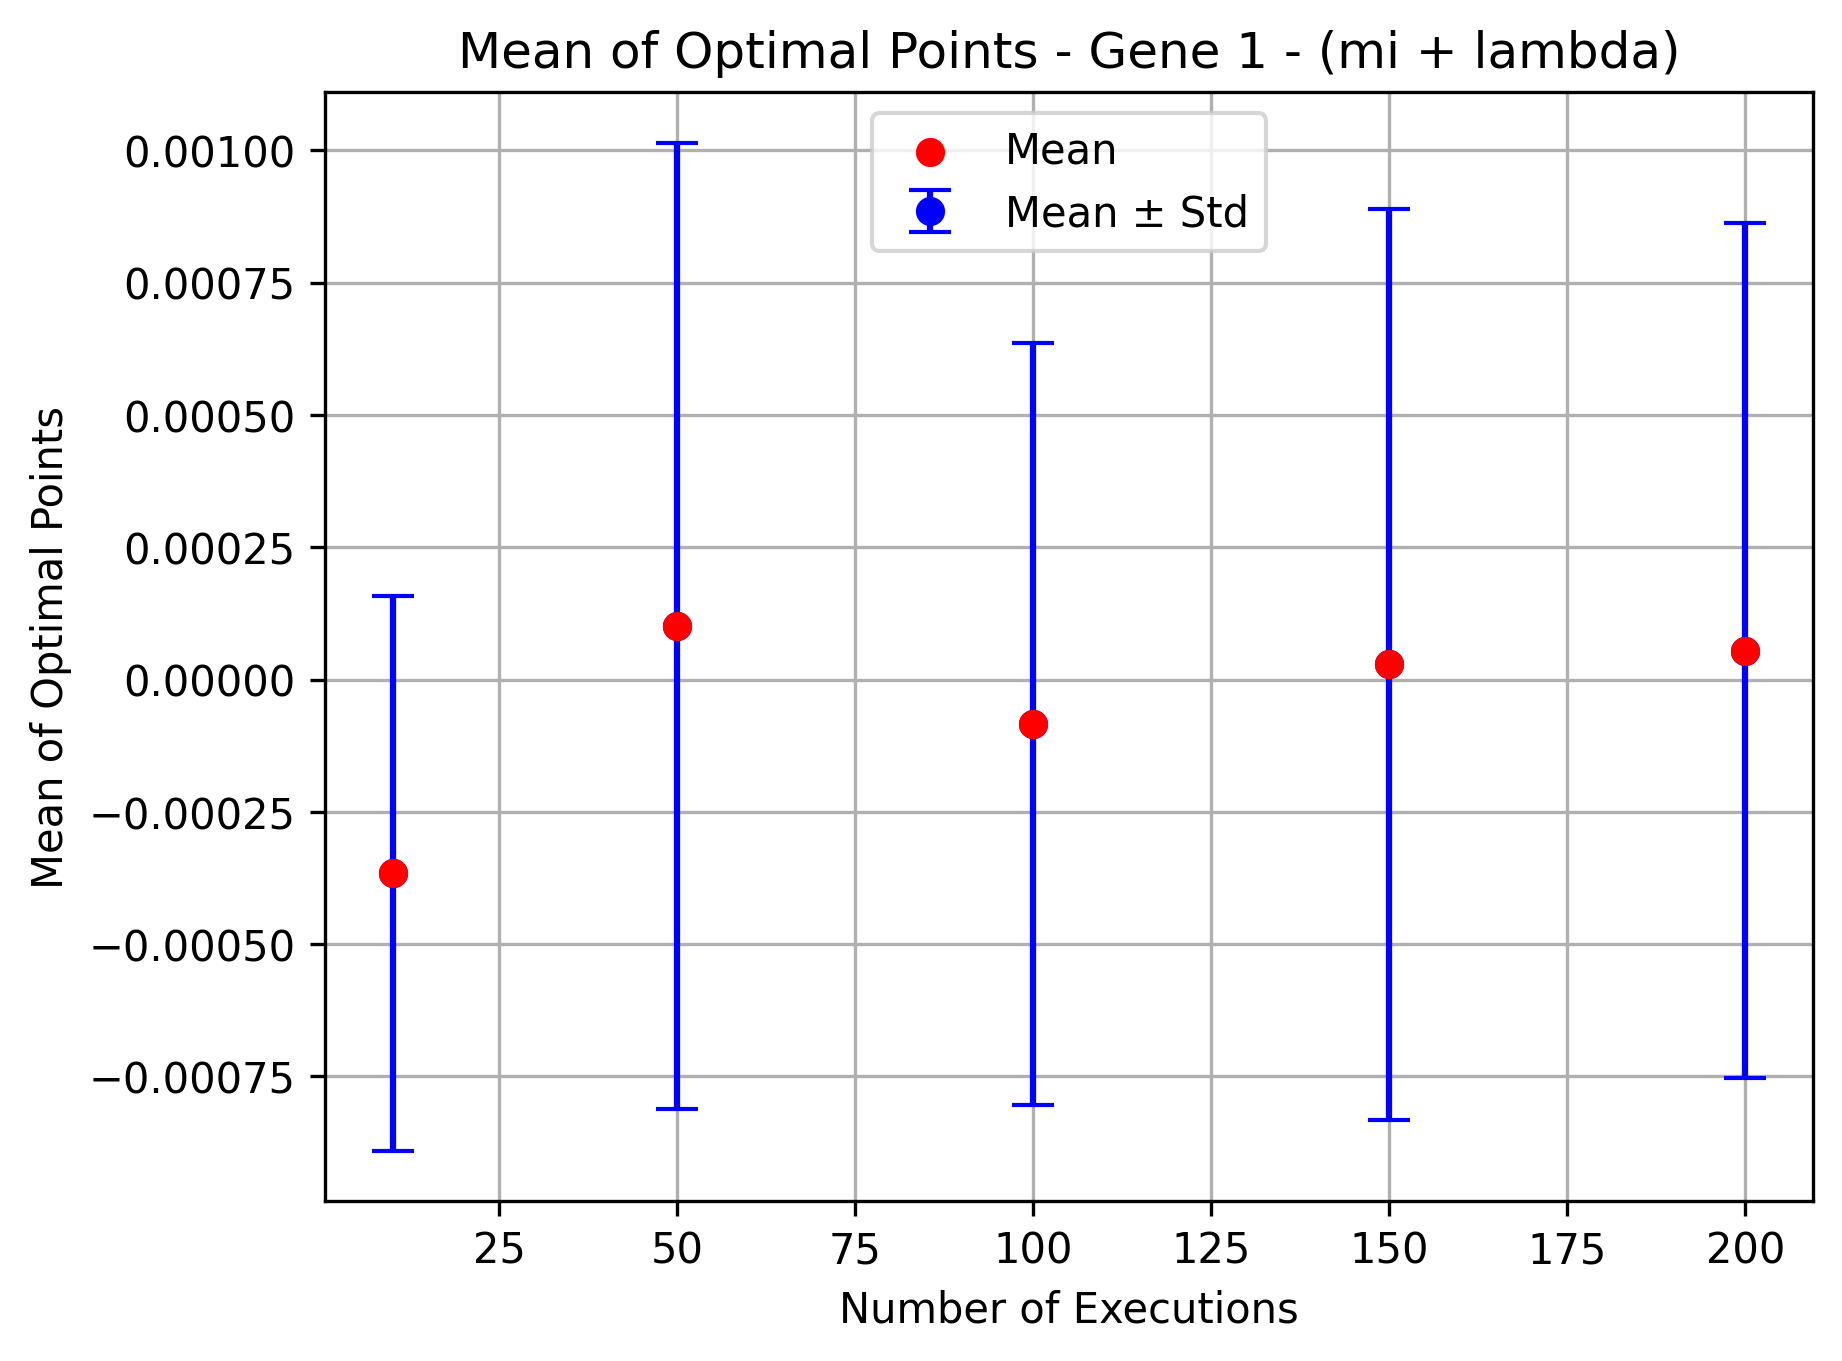 Mean of Optimal Points - Gene 1 - (mi + lambda)
Mean
Mean ± Std
0.00100
0.00075
0.00050
0.00025
0.00000
−0.00025
−0.00050
−0.00075
Mean of Optimal Points
25 50 75 100 125 150 175 200
Number of Executions